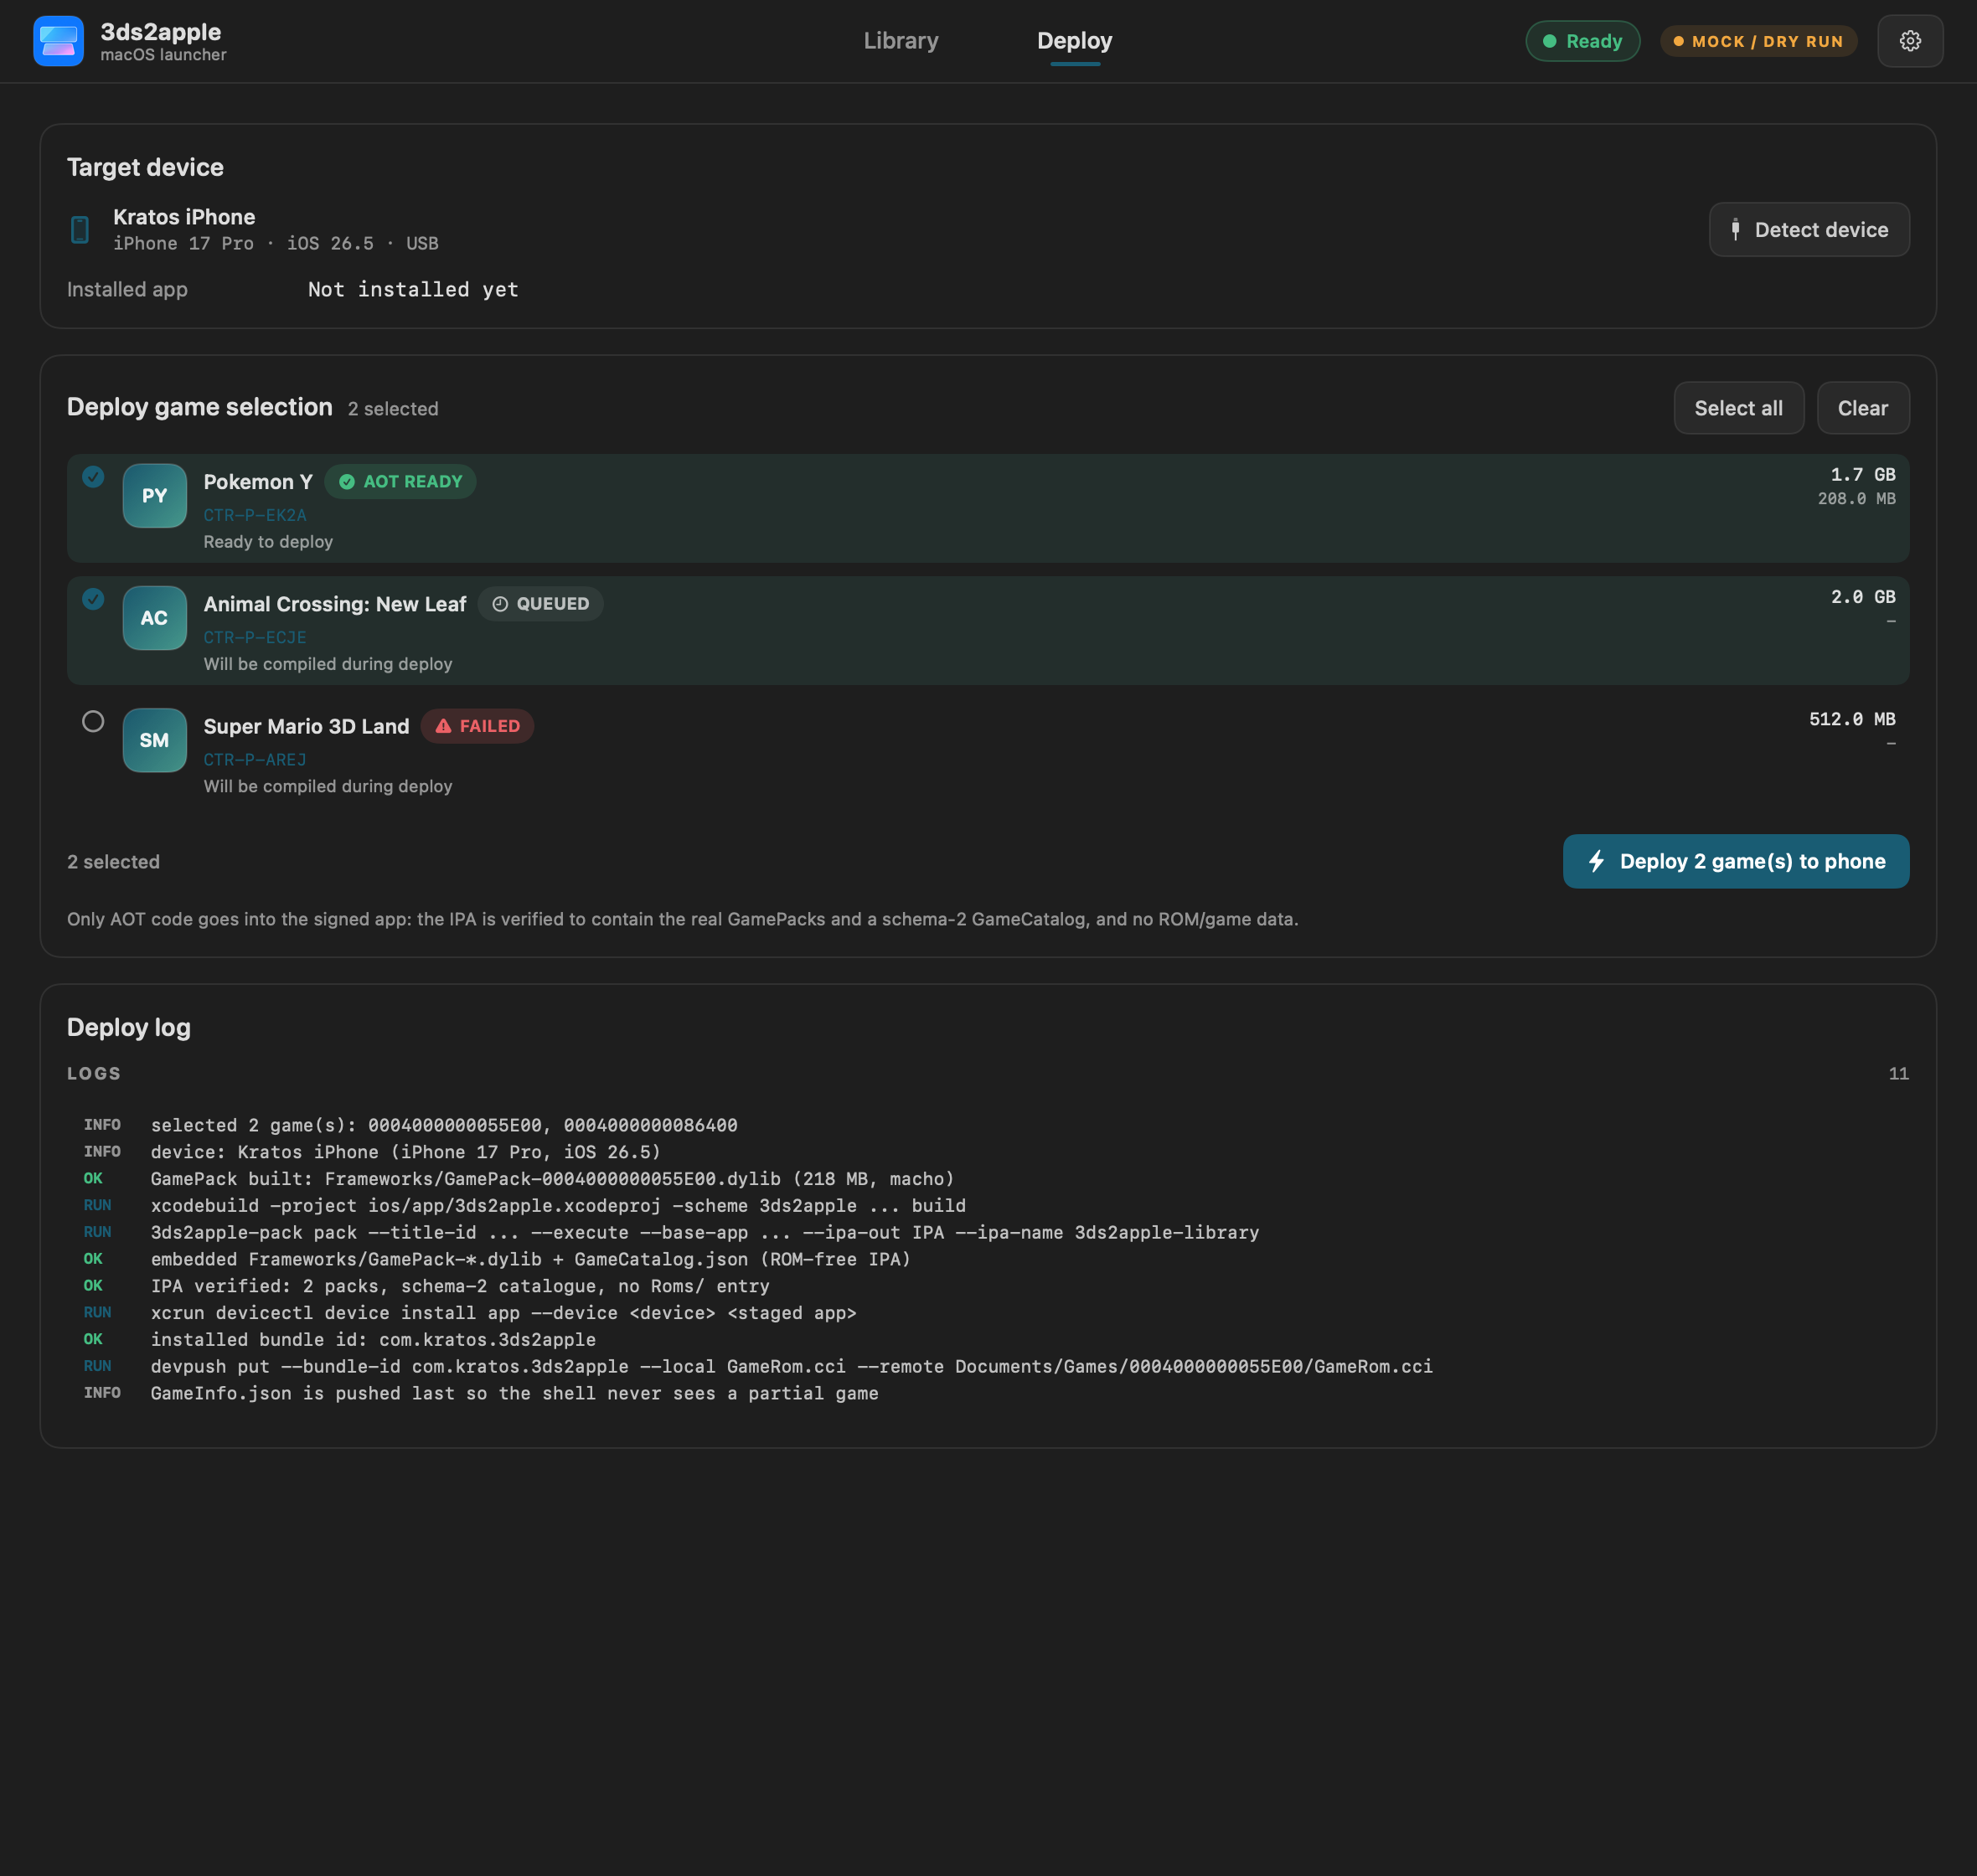 3ds2apple
macOS launcher
Library
Deploy
Ready
MOCK / DRY RUN
Target device
Kratos iPhone
iPhone 17 Pro · iOS 26.5 · USB
Detect device
Installed app
Not installed yet
Deploy game selection
2 selected
Select all
Clear
PY
Pokemon Y
AOT READY
CTR-P-EK2A
Ready to deploy
1.7 GB
208.0 MB
AC
Animal Crossing: New Leaf
QUEUED
CTR-P-ECJE
Will be compiled during deploy
2.0 GB
—
SM
Super Mario 3D Land
FAILED
CTR-P-AREJ
Will be compiled during deploy
512.0 MB
—
2 selected
Deploy 2 game(s) to phone
Only AOT code goes into the signed app: the IPA is verified to contain the real GamePacks and a schema-2 GameCatalog, and no ROM/game data.
Deploy log
LOGS
11
INFO selected 2 game(s): 0004000000055E00, 0004000000086400
INFO device: Kratos iPhone (iPhone 17 Pro, iOS 26.5)
OK GamePack built: Frameworks/GamePack-0004000000055E00.dylib (218 MB, macho)
RUN xcodebuild -project ios/app/3ds2apple.xcodeproj -scheme 3ds2apple ... build
RUN 3ds2apple-pack pack --title-id ... --execute --base-app ... --ipa-out IPA --ipa-name 3ds2apple-library
OK embedded Frameworks/GamePack-*.dylib + GameCatalog.json (ROM-free IPA)
OK IPA verified: 2 packs, schema-2 catalogue, no Roms/ entry
RUN xcrun devicectl device install app --device <device> <staged app>
OK installed bundle id: com.kratos.3ds2apple
RUN devpush put --bundle-id com.kratos.3ds2apple --local GameRom.cci --remote Documents/Games/0004000000055E00/GameRom.cci
INFO GameInfo.json is pushed last so the shell never sees a partial game